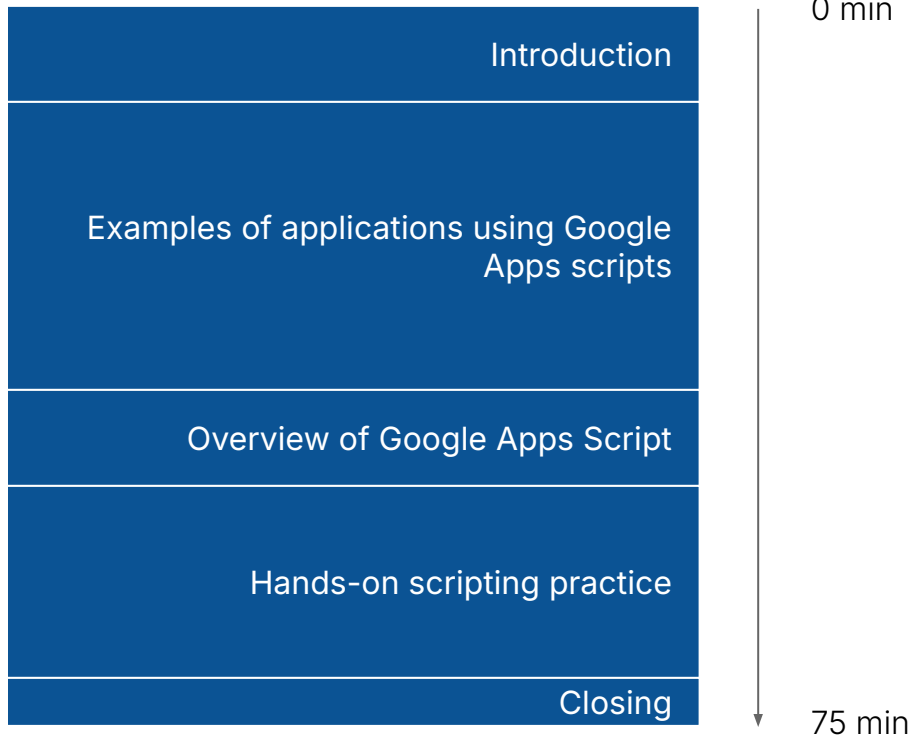 0 min
Introduction
Examples of applications using Google
Apps scripts
Overview of Google Apps Script
Hands-on scripting practice
Closing
75 min